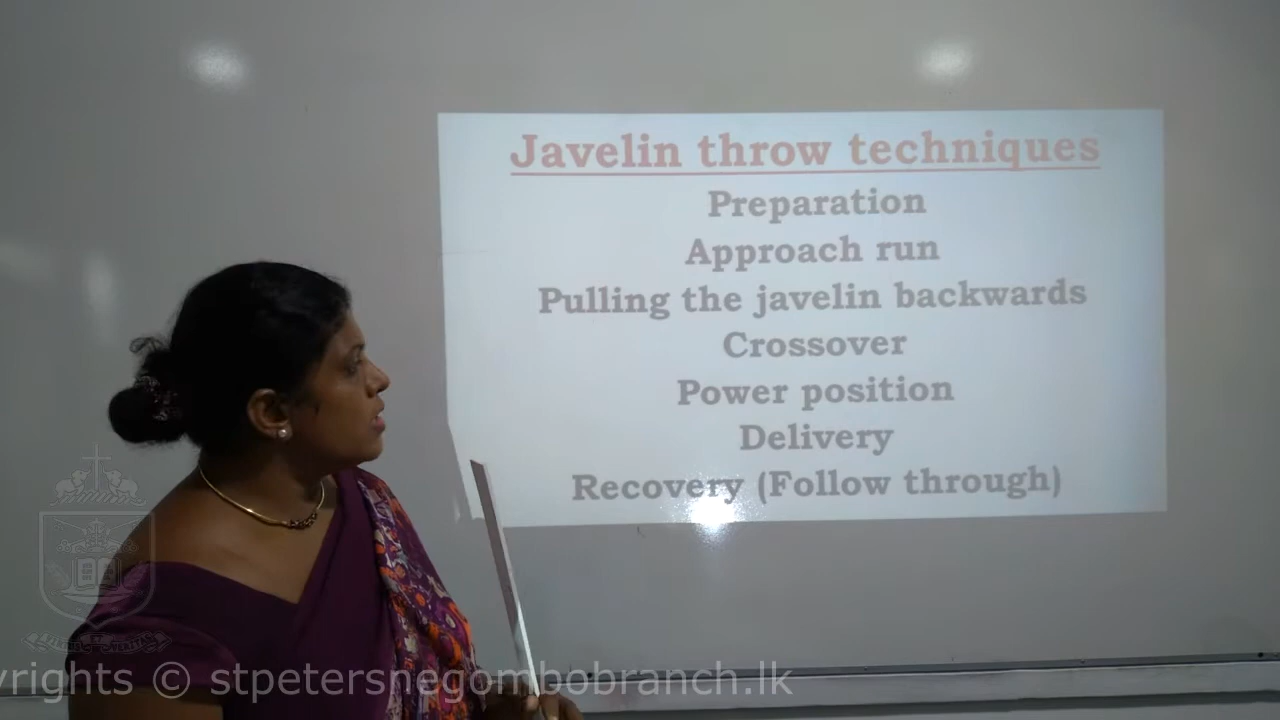 Javelin throw techniques
Preparation
Approach run
Pulling the javelin backwards
Crossover
Power position
Delivery
Recovery (Follow through)
yrights © stpetersnegombobranch.lk